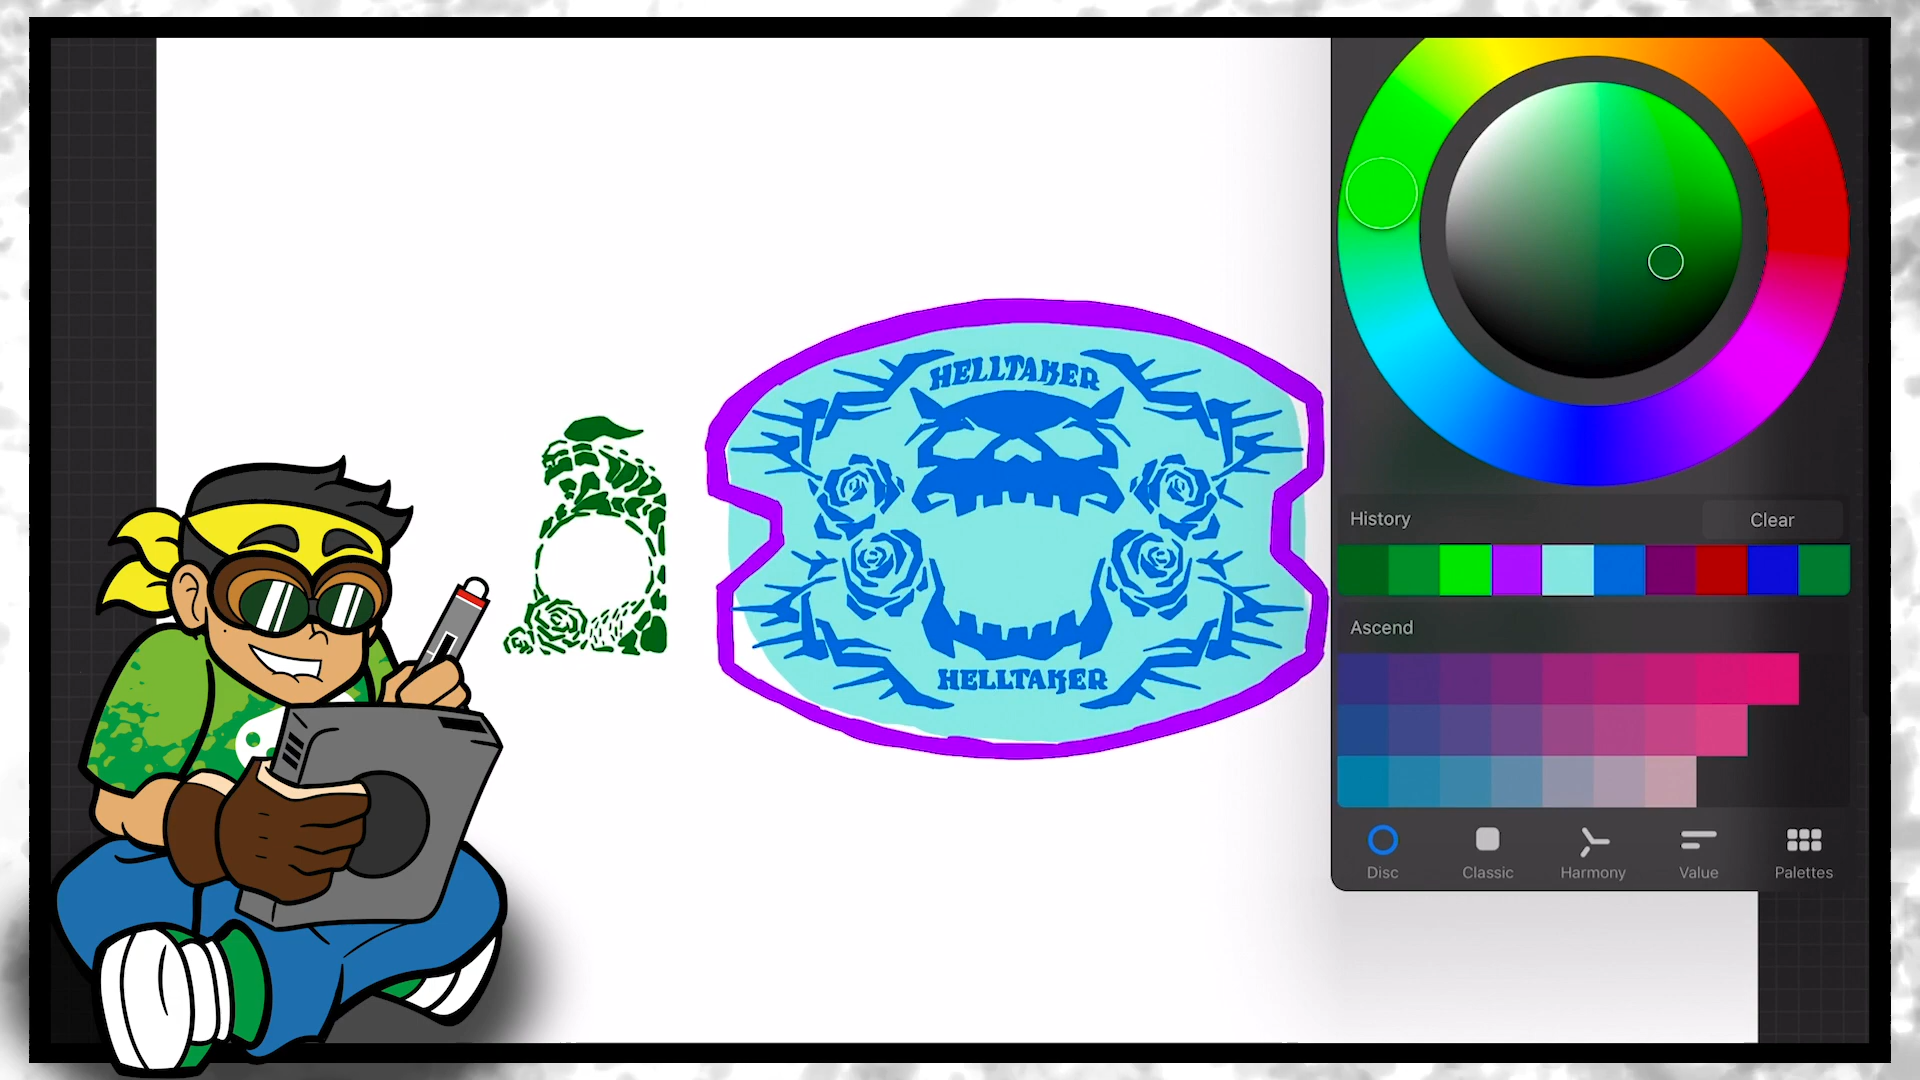 HELLTAKER
HELLTAKER
History
Clear
Ascend
Disc
Classic
Harmony
Value
Palettes